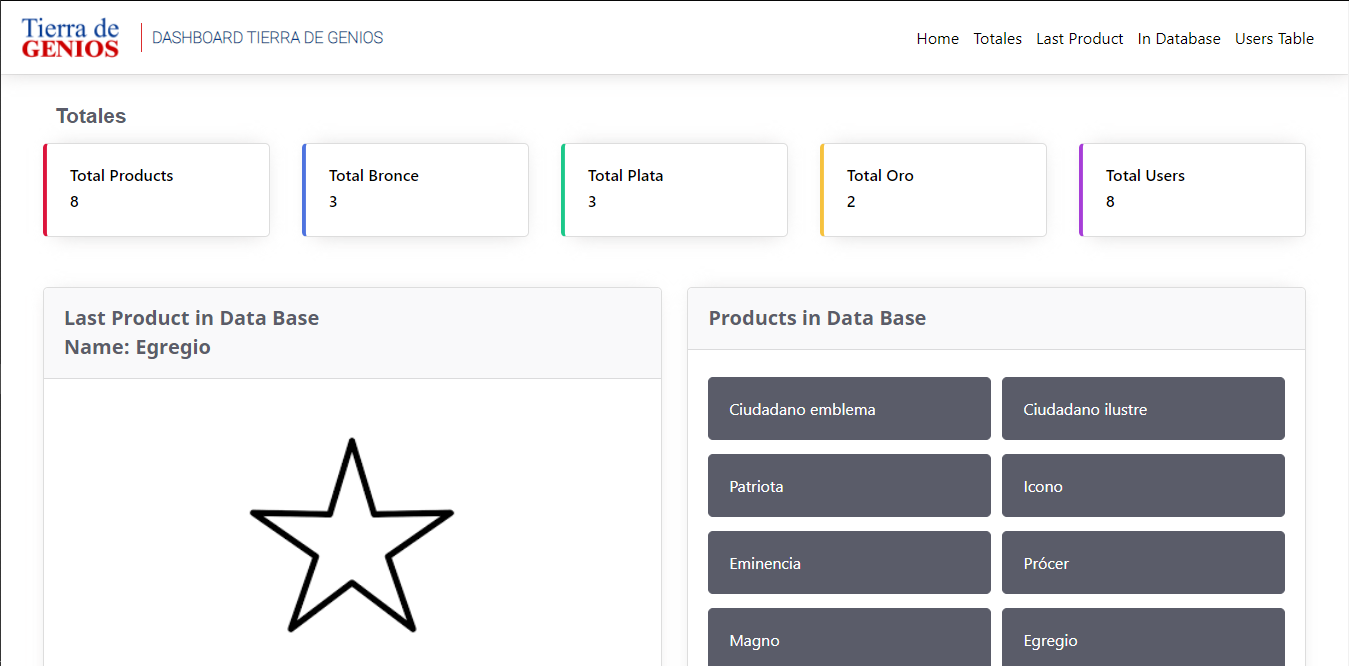 Tierra de
GENIOS
DASHBOARD TIERRA DE GENIOS
Home Totales Last Product In Database Users Table
Totales
Total Products
8
Total Bronce
3
Total Plata
3
Total Oro
2
Total Users
8
Last Product in Data Base
Name: Egregio
Products in Data Base
Ciudadano emblema
Ciudadano ilustre
Patriota
Icono
Eminencia
Prócer
Magno
Egregio